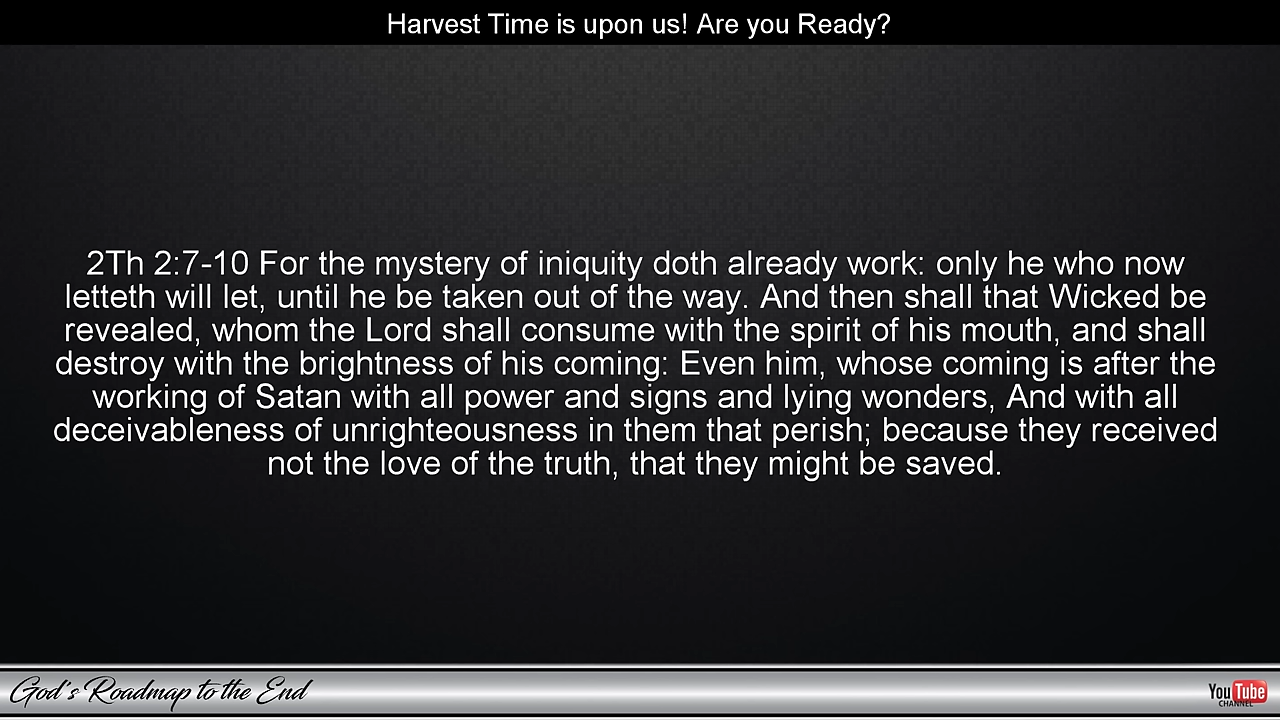 Harvest Time is upon us! Are you Ready?
2Th 2:7-10 For the mystery of iniquity doth already work: only he who now
letteth will let, until he be taken out of the way. And then shall that Wicked be
revealed, whom the Lord shall consume with the spirit of his mouth, and shall
destroy with the brightness of his coming: Even him, whose coming is after the
working of Satan with all power and signs and lying wonders, And with all
deceivableness of unrighteousness in them that perish; because they received
not the love of the truth, that they might be saved.
God's Roadmap to the End
YouTube
CHANNEL